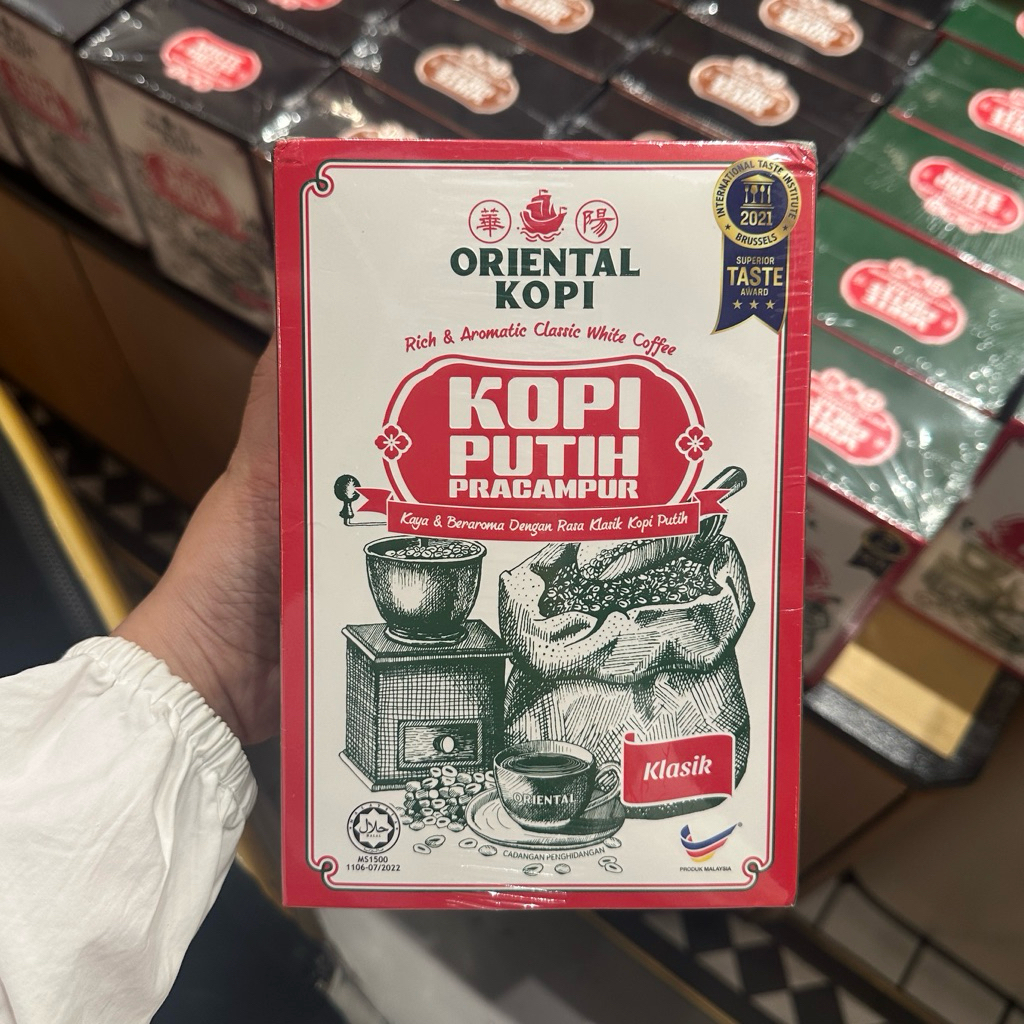 華 陽
ORIENTAL
KOPI
INTERNATIONAL TASTE INSTITUTE
2021
BRUSSELS
SUPERIOR
TASTE
AWARD
Rich & Aromatic Classic White Coffee
KOPI
PUTIH
PRACAMPUR
Kaya & Beraroma Dengan Rasa Klasik Kopi Putih
Klasik
ORIENTAL
CADANGAN PENGHIDANGAN
حلال
MS1500
1106-07/2022
PRODUK MALAYSIA